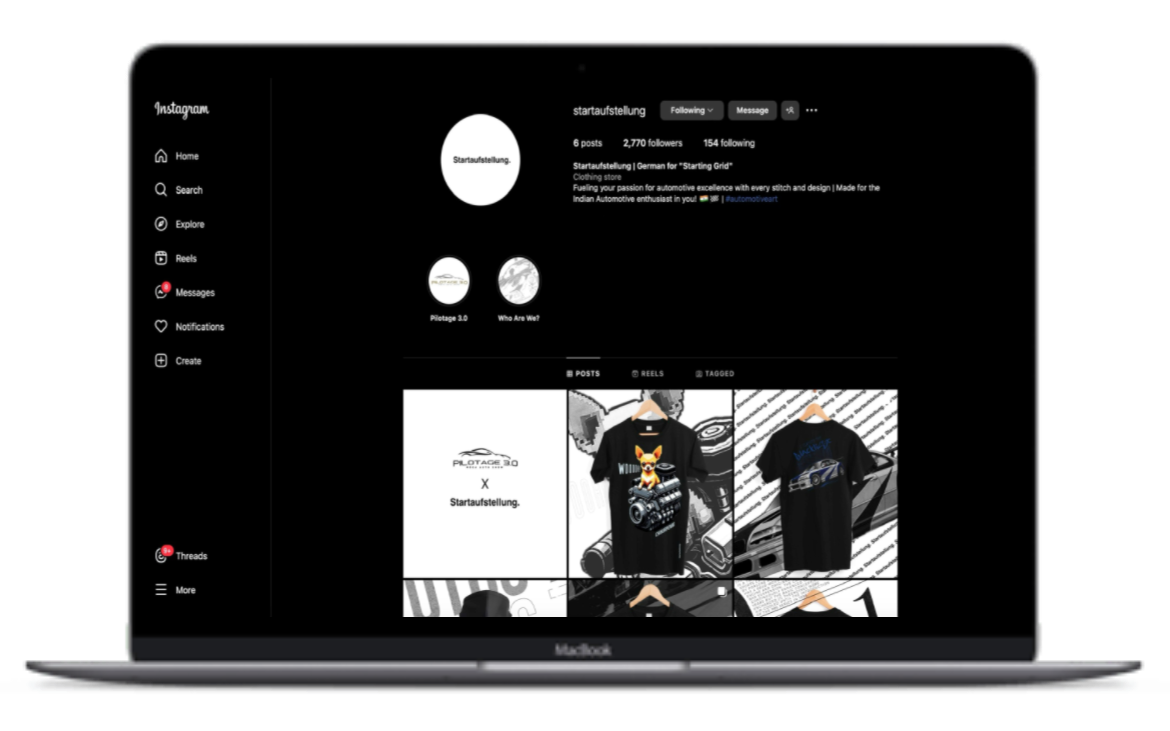 Instagram
Home
Search
Explore
Reels
Messages
Notifications
Create
Threads
More
Startaufstellung.
startaufstellung
Following
Message
6 posts 2,770 followers 154 following
Startaufstellung | German for "Starting Grid"
Clothing store
Fueling your passion for automotive excellence with every stitch and design | Made for the
Indian Automotive enthusiast in you! 🇮🇳 🏁 | #automotiveart
PILOTAGE 3.0
Pilotage 3.0
Who Are We?
POSTS
REELS
TAGGED
PILOTAGE 3.0
X
Startaufstellung.
MacBook